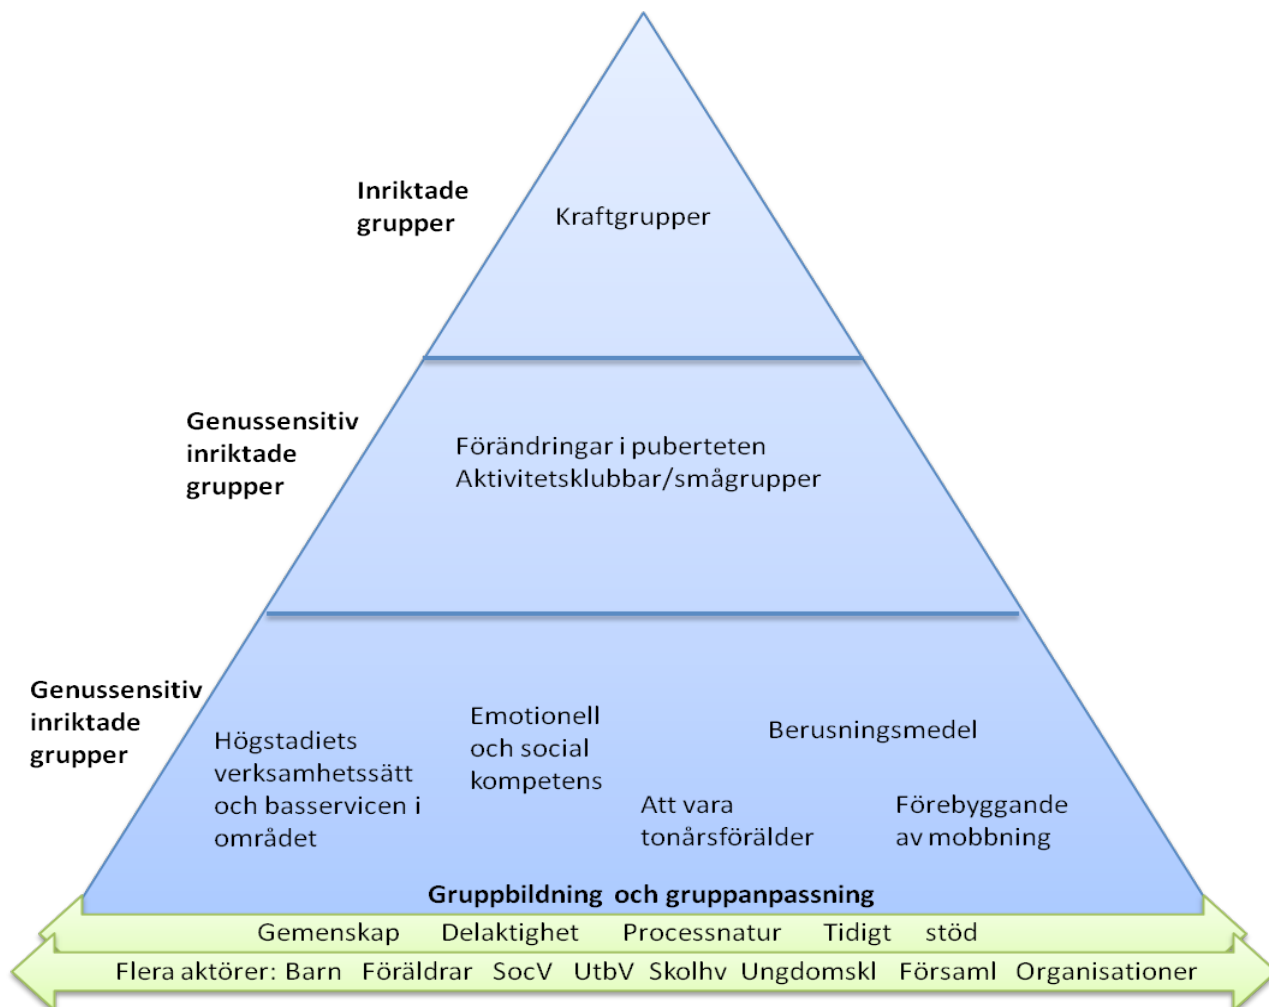 Inriktade
grupper
Kraftgrupper
Genussensitiv
inriktade
grupper
Förändringar i puberteten
Aktivitetsklubbar/smågrupper
Genussensitiv
inriktade
grupper
Högstadiets
verksamhetssätt
och basservicen i
området
Emotionell
och social
kompetens
Berusningsmedel
Att vara
tonårsförälder
Förebyggande
av mobbning
Gruppbildning och gruppanpassning
Gemenskap Delaktighet Processnatur Tidigt stöd
Flera aktörer: Barn Föräldrar SocV UtbV Skolhv Ungdomskl Församl Organisationer